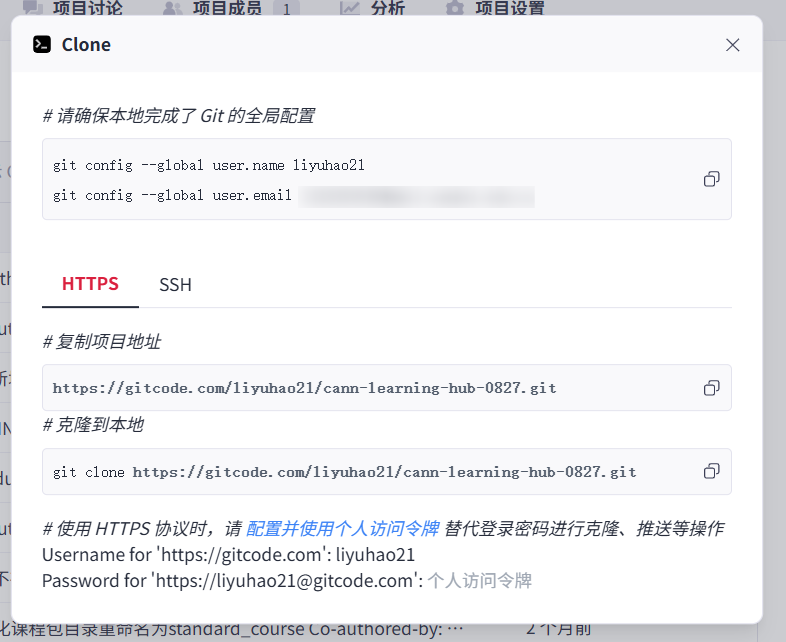 项目讨论 项目成员 1 分析 项目设置
Clone
# 请确保本地完成了 Git 的全局配置
git config --global user.name liyuhao21
git config --global user.email
HTTPS SSH
# 复制项目地址
https://gitcode.com/liyuhao21/cann-learning-hub-0827.git
# 克隆到本地
git clone https://gitcode.com/liyuhao21/cann-learning-hub-0827.git
# 使用 HTTPS 协议时，请 配置并使用个人访问令牌 替代登录密码进行克隆、推送等操作
Username for 'https://gitcode.com': liyuhao21
Password for 'https://liyuhao21@gitcode.com': 个人访问令牌
化课程包目录重命名为standard_course Co-authored-by: ··· 2 个月前